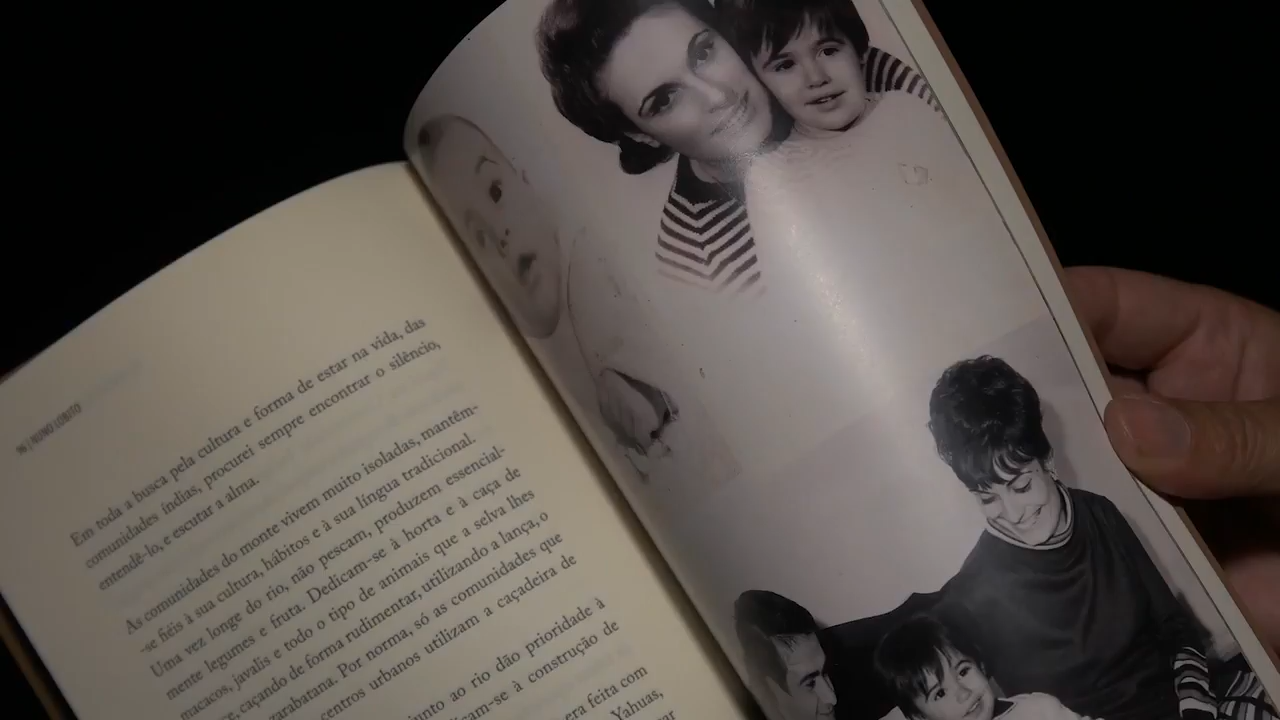 96 | NUNO LOBITO
Em toda a busca pela cultura e forma de estar na vida, das
comunidades índias, procurei sempre encontrar o silêncio,
entendê-lo, e escutar a alma.
As comunidades do monte vivem muito isoladas, mantêm-
-se fiéis à sua cultura, hábitos e à sua língua tradicional.
Uma vez longe do rio, não pescam, produzem essencial-
mente legumes e fruta. Dedicam-se à horta e à caça de
macacos, javalis e todo o tipo de animais que a selva lhes
caçando de forma rudimentar, utilizando a lança, o
zarabatana. Por norma, só as comunidades que
centros urbanos utilizam a caçadeira de
junto ao rio dão prioridade à
à construção de
era feita com
Yahuas,